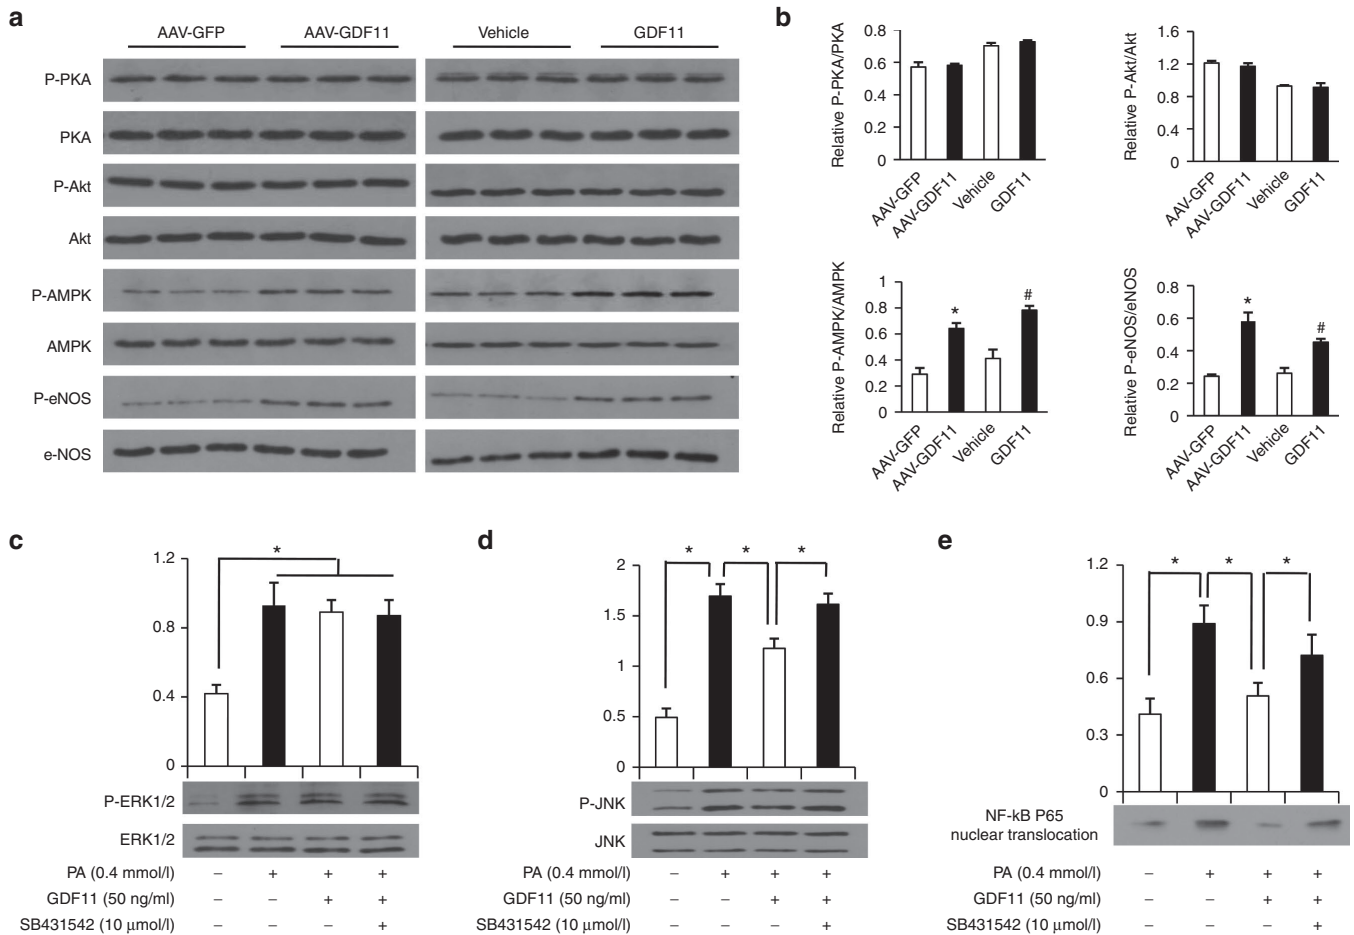 a
AAV-GFP AAV-GDF11 Vehicle GDF11
P-PKA
PKA
P-Akt
Akt
P-AMPK
AMPK
P-eNOS
e-NOS
b
Relative P-PKA/PKA
0.8
0.6
0.4
0.2
0
AAV-GFP AAV-GDF11 Vehicle GDF11
Relative P-Akt/Akt
1.6
1.2
0.8
0.4
0
AAV-GFP AAV-GDF11 Vehicle GDF11
Relative P-AMPK/AMPK
1
0.8
0.6
0.4
0.2
0
* #
AAV-GFP AAV-GDF11 Vehicle GDF11
Relative P-eNOS/eNOS
0.8
0.6
0.4
0.2
0
* #
AAV-GFP AAV-GDF11 Vehicle GDF11
c
*
1.2
0.8
0.4
0
P-ERK1/2
ERK1/2
PA (0.4 mmol/l) – + + +
GDF11 (50 ng/ml) – – + +
SB431542 (10 μmol/l) – – – +
d
* * *
2
1.5
1
0.5
0
P-JNK
JNK
PA (0.4 mmol/l) – + + +
GDF11 (50 ng/ml) – – + +
SB431542 (10 μmol/l) – – – +
e
* * *
1.2
0.9
0.6
0.3
0
NF-kB P65
nuclear translocation
PA (0.4 mmol/l) – + + +
GDF11 (50 ng/ml) – – + +
SB431542 (10 μmol/l) – – – +